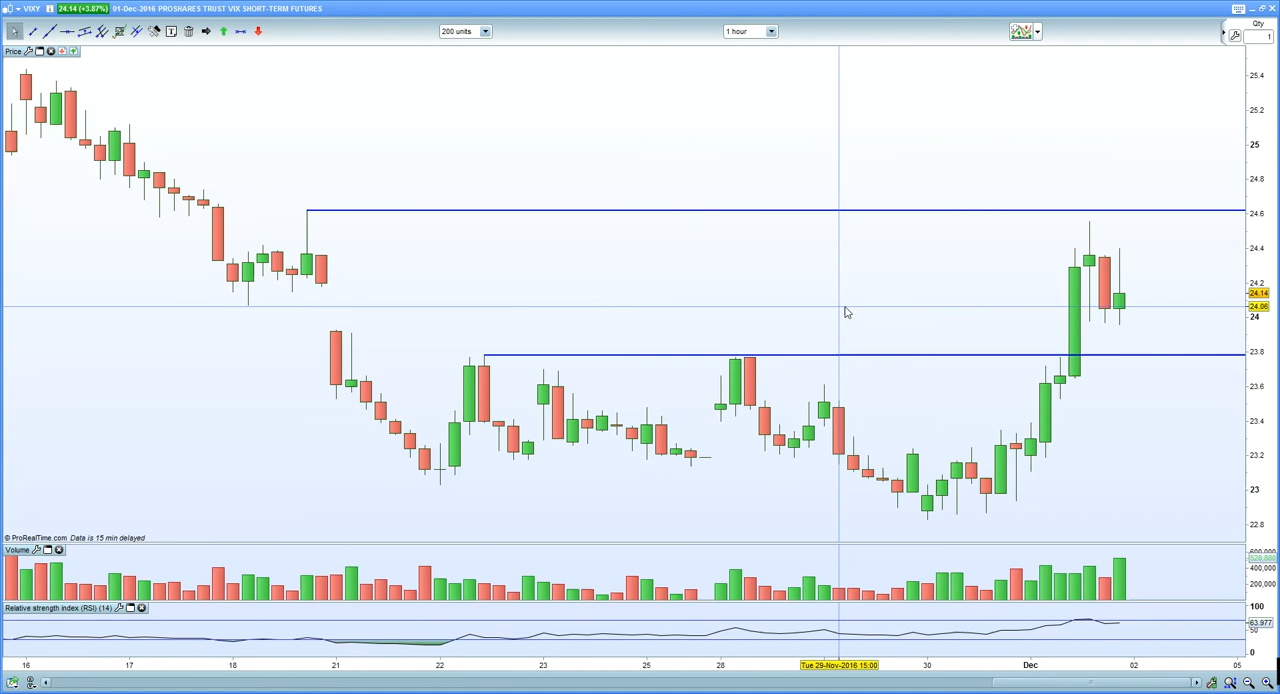 VIXY 24.14 (+3.87%) 01-Dec-2016 PROSHARES TRUST VIX SHORT-TERM FUTURES
Qty
1
200 units
1 hour
Price
25.4
25.2
25
24.8
24.6
24.4
24.2
24.14
24.06
24
23.8
23.6
23.4
23.2
23
22.8
© ProRealTime.com Data is 15 min delayed
Volume
600,000
400,000
200,000
Relative strength index (RSI) (14)
100
63.977
50
0
16 17 18 21 22 23 25 28 Tue 29-Nov-2016 15:00 30 Dec 02 05